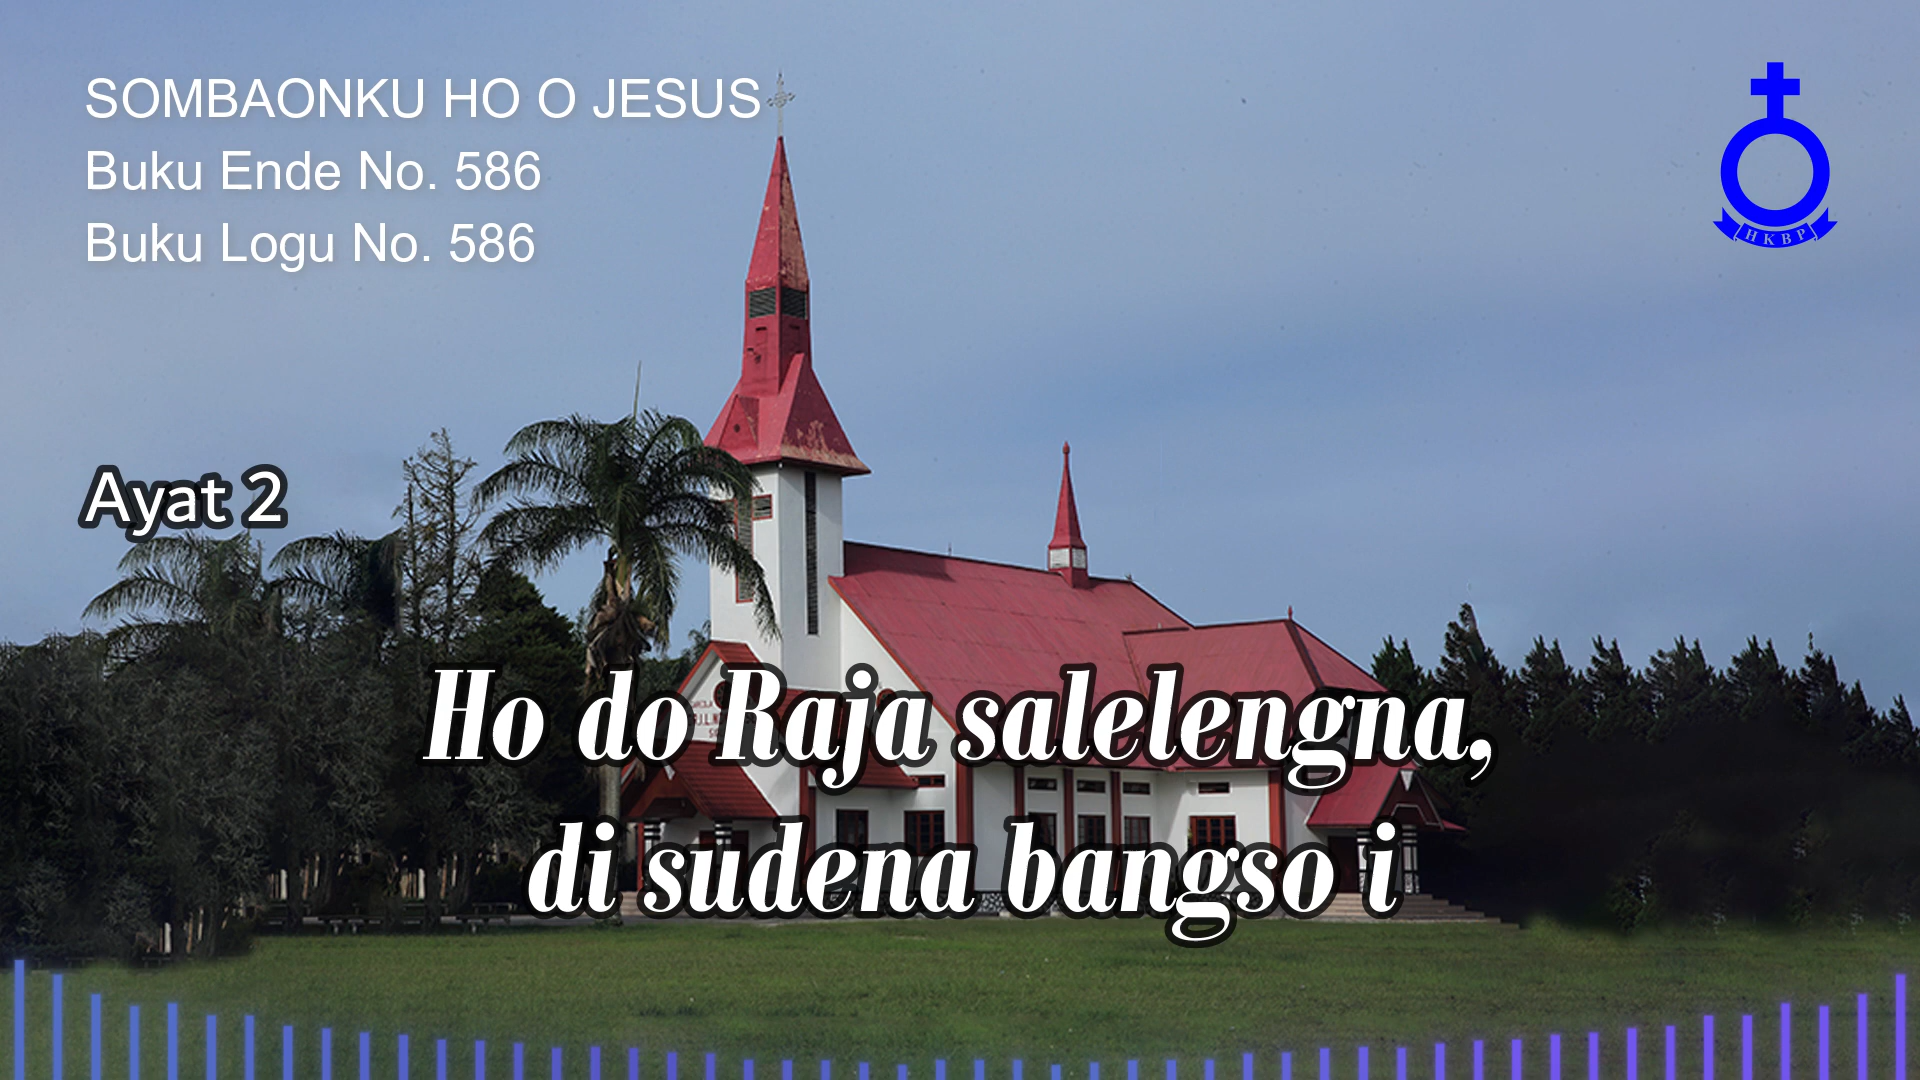 SOMBAONKU HO O JESUS
Buku Ende No. 586
Buku Logu No. 586
HKBP
Ayat 2
Ho do Raja salelengna,
di sudena bangso i